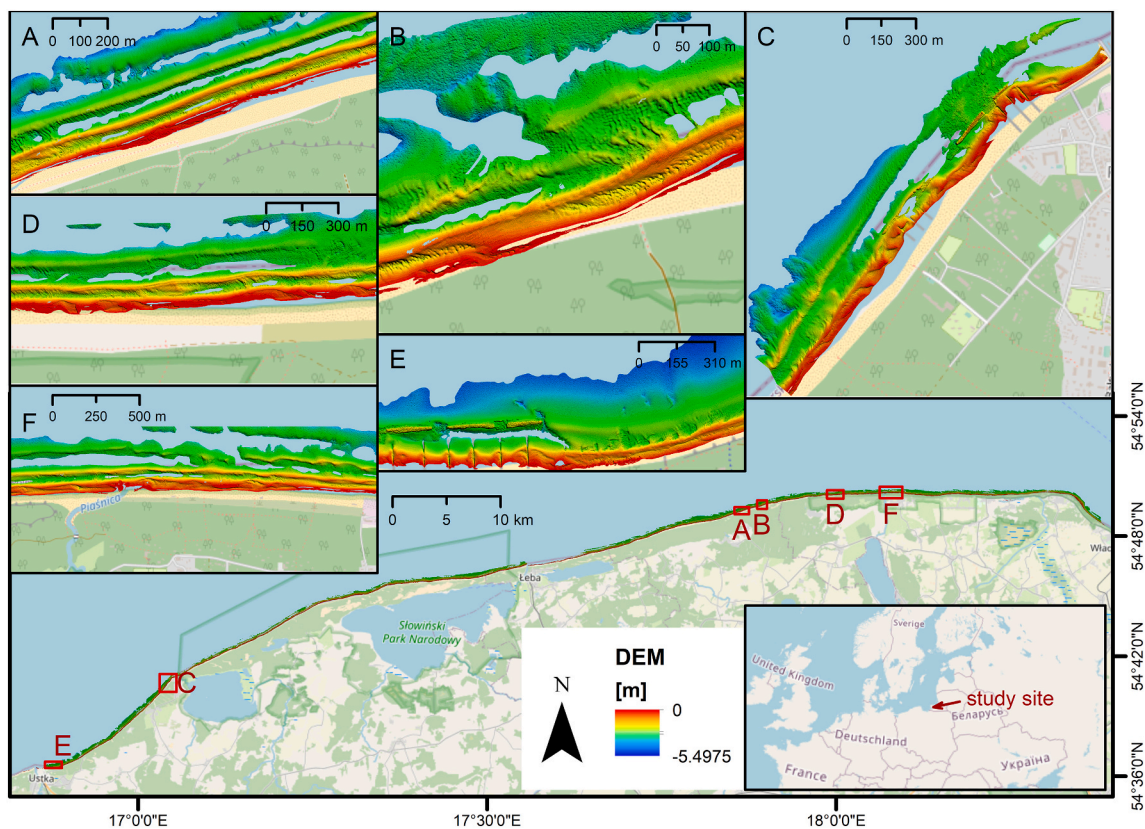 A
0 100 200 m
B
0 50 100 m
C
0 150 300 m
D
0 150 300 m
E
0 155 310 m
F
0 250 500 m
Piaśnica
0 5 10 km
A
B
D
F
Łeba
Wład
Słowiński
Park Narodowy
C
E
Ustka
N
DEM
[m]
0
-5.4975
Sverige
United Kingdom
study site
Беларусь
Deutschland
Україна
France
54°54'0"N
54°48'0"N
54°42'0"N
54°36'0"N
17°0'0"E
17°30'0"E
18°0'0"E